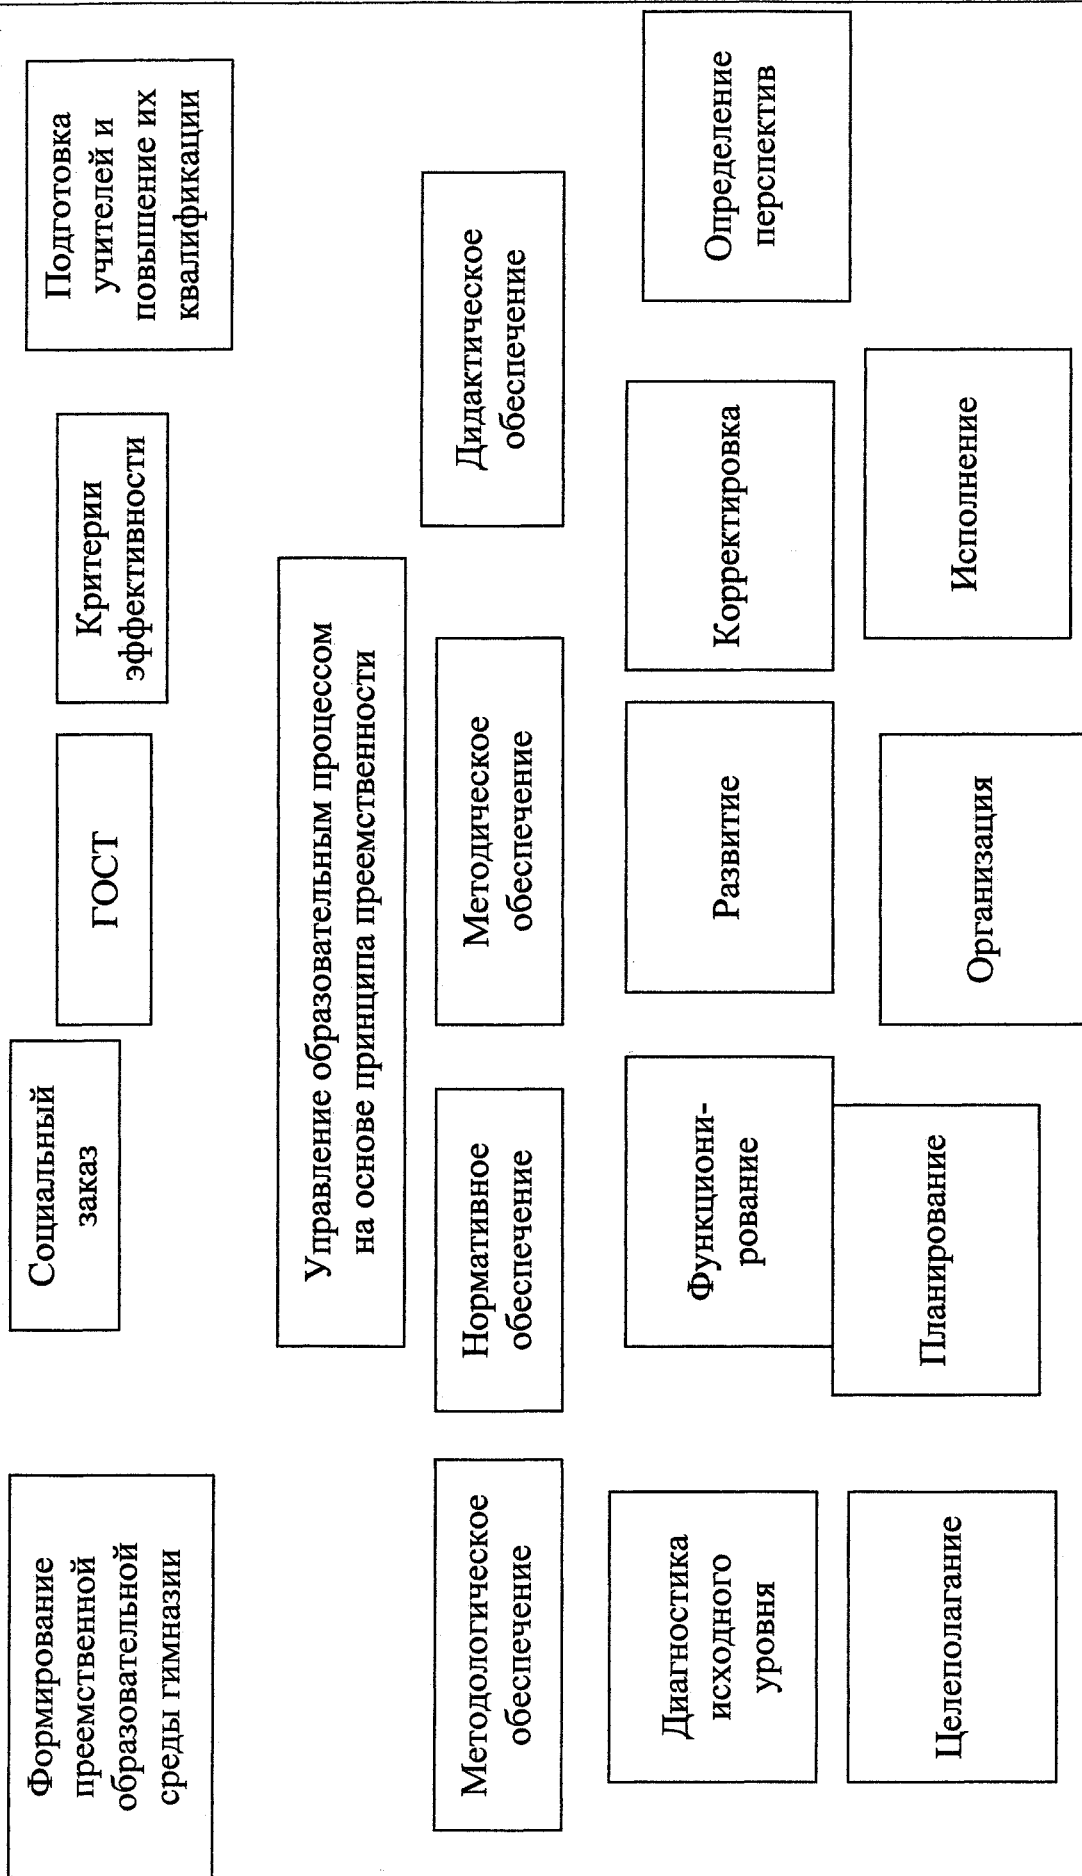 Формирование
преемственной
образовательной
среды гимназии
Социальный
заказ
ГОСТ
Критерии
эффективности
Подготовка
учителей и
повышение их
квалификации
Управление образовательным процессом
на основе принципа преемственности
Методологическое
обеспечение
Нормативное
обеспечение
Методическое
обеспечение
Дидактическое
обеспечение
Диагностика
исходного
уровня
Функциони-
рование
Развитие
Корректировка
Определение
перспектив
Целеполагание
Планирование
Организация
Исполнение